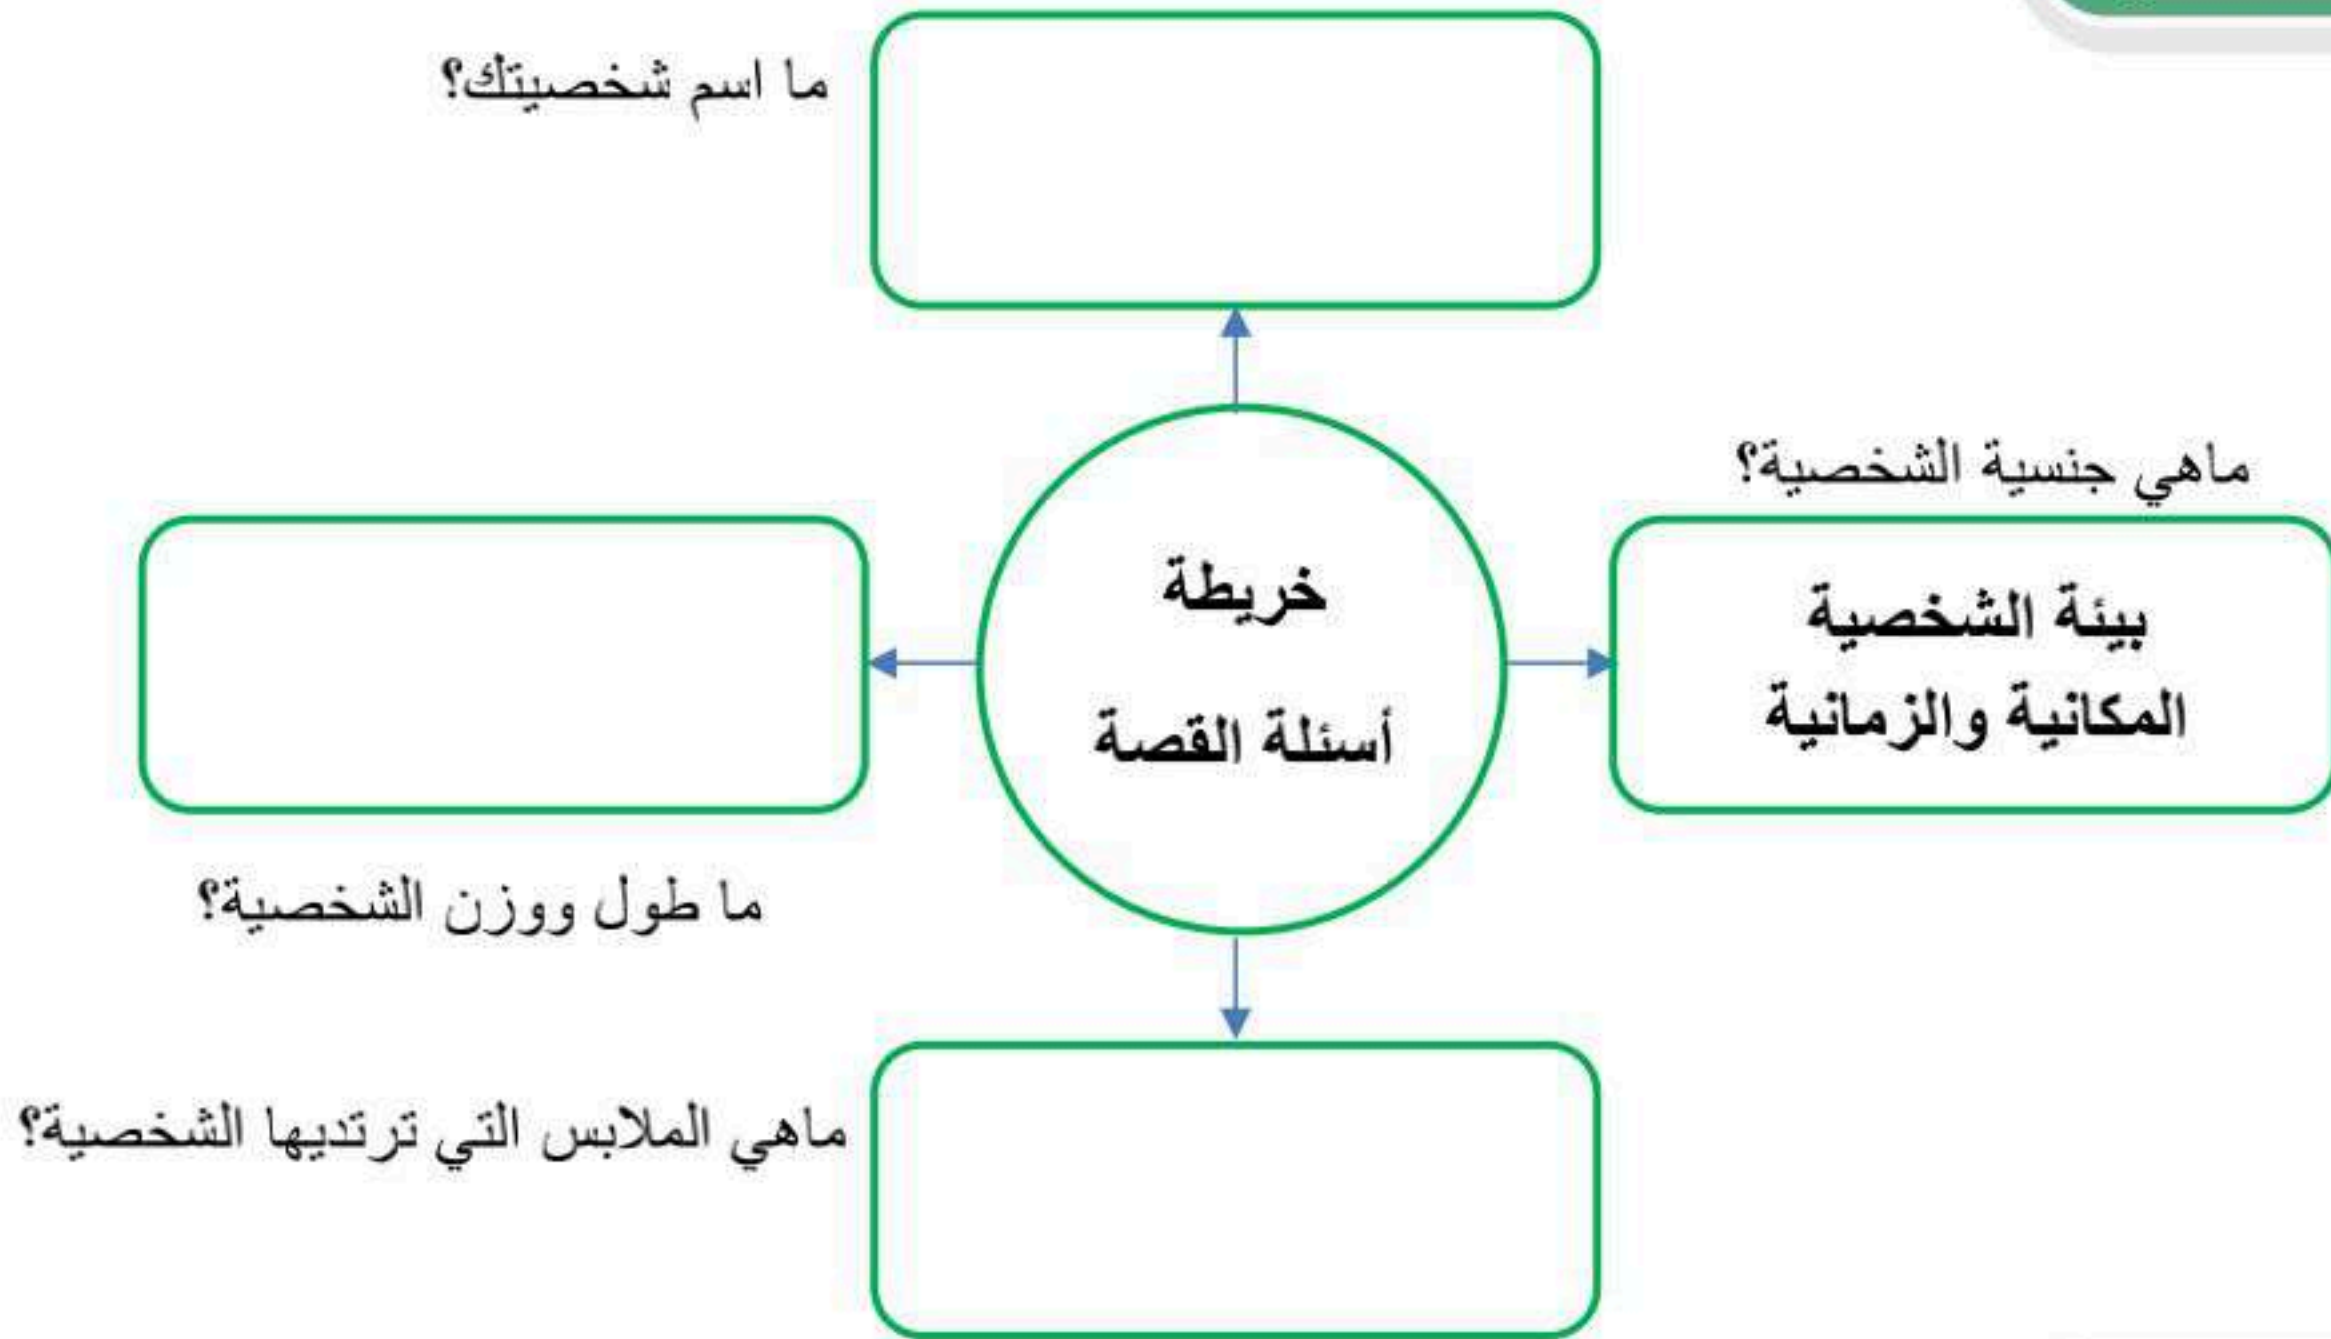 ما اسم شخصيتك؟
ماهي جنسية الشخصية؟
بيئة الشخصية
المكانية والزمانية
خريطة
أسئلة القصة
ما طول ووزن الشخصية؟
ماهي الملابس التي ترتديها الشخصية؟